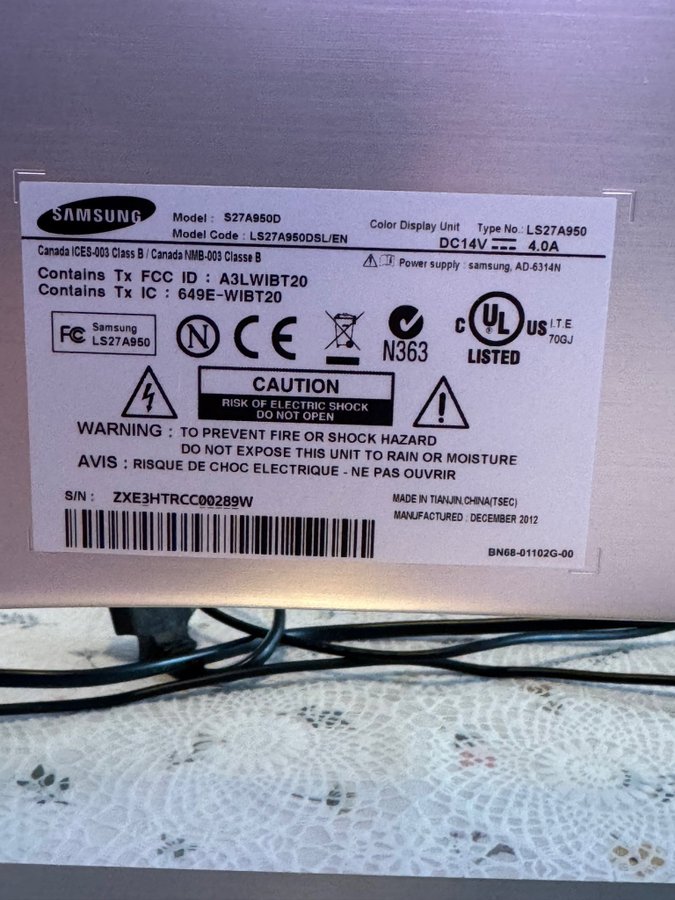 SAMSUNG
Model : S27A950D
Model Code : LS27A950DSL/EN
Color Display Unit Type No.: LS27A950
DC14V 4.0A
Canada ICES-003 Class B / Canada NMB-003 Classe B
Power supply : samsung, AD-6314N
Contains Tx FCC ID : A3LWIBT20
Contains Tx IC : 649E-WIBT20
FC Samsung
LS27A950
N
CE
N363
C UL US
LISTED
I.T.E.
70GJ
CAUTION
RISK OF ELECTRIC SHOCK
DO NOT OPEN
WARNING : TO PREVENT FIRE OR SHOCK HAZARD
DO NOT EXPOSE THIS UNIT TO RAIN OR MOISTURE
AVIS : RISQUE DE CHOC ELECTRIQUE - NE PAS OUVRIR
S/N : ZXE3HTRCC00289W
MADE IN TIANJIN,CHINA(TSEC)
MANUFACTURED : DECEMBER 2012
BN68-01102G-00